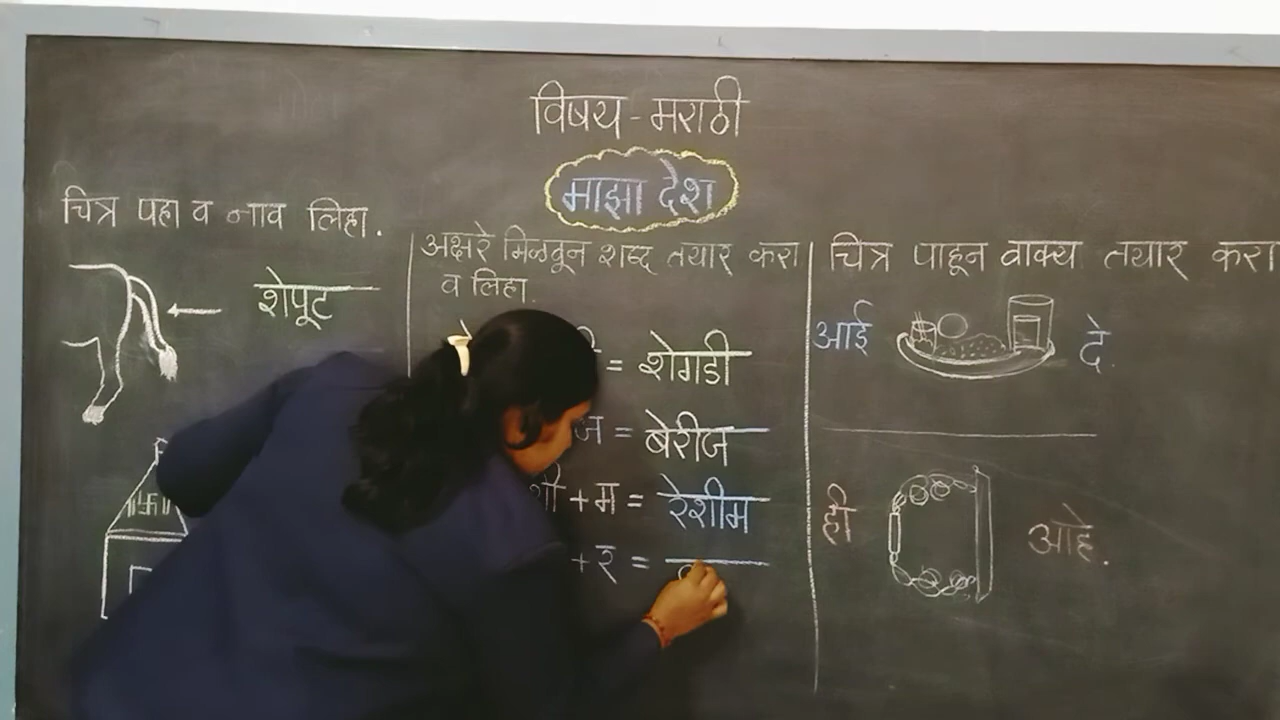 विषय - मराठी
माझा देश
चित्र पहा व नाव लिहा.
शेपूट
अक्षरे मिळवून शब्द तयार करा
व लिहा.
= शेगडी
ज = बेरीज
शी + म = रेशीम
+ र =
चित्र पाहून वाक्य तयार करा
आई दे.
ही आहे.